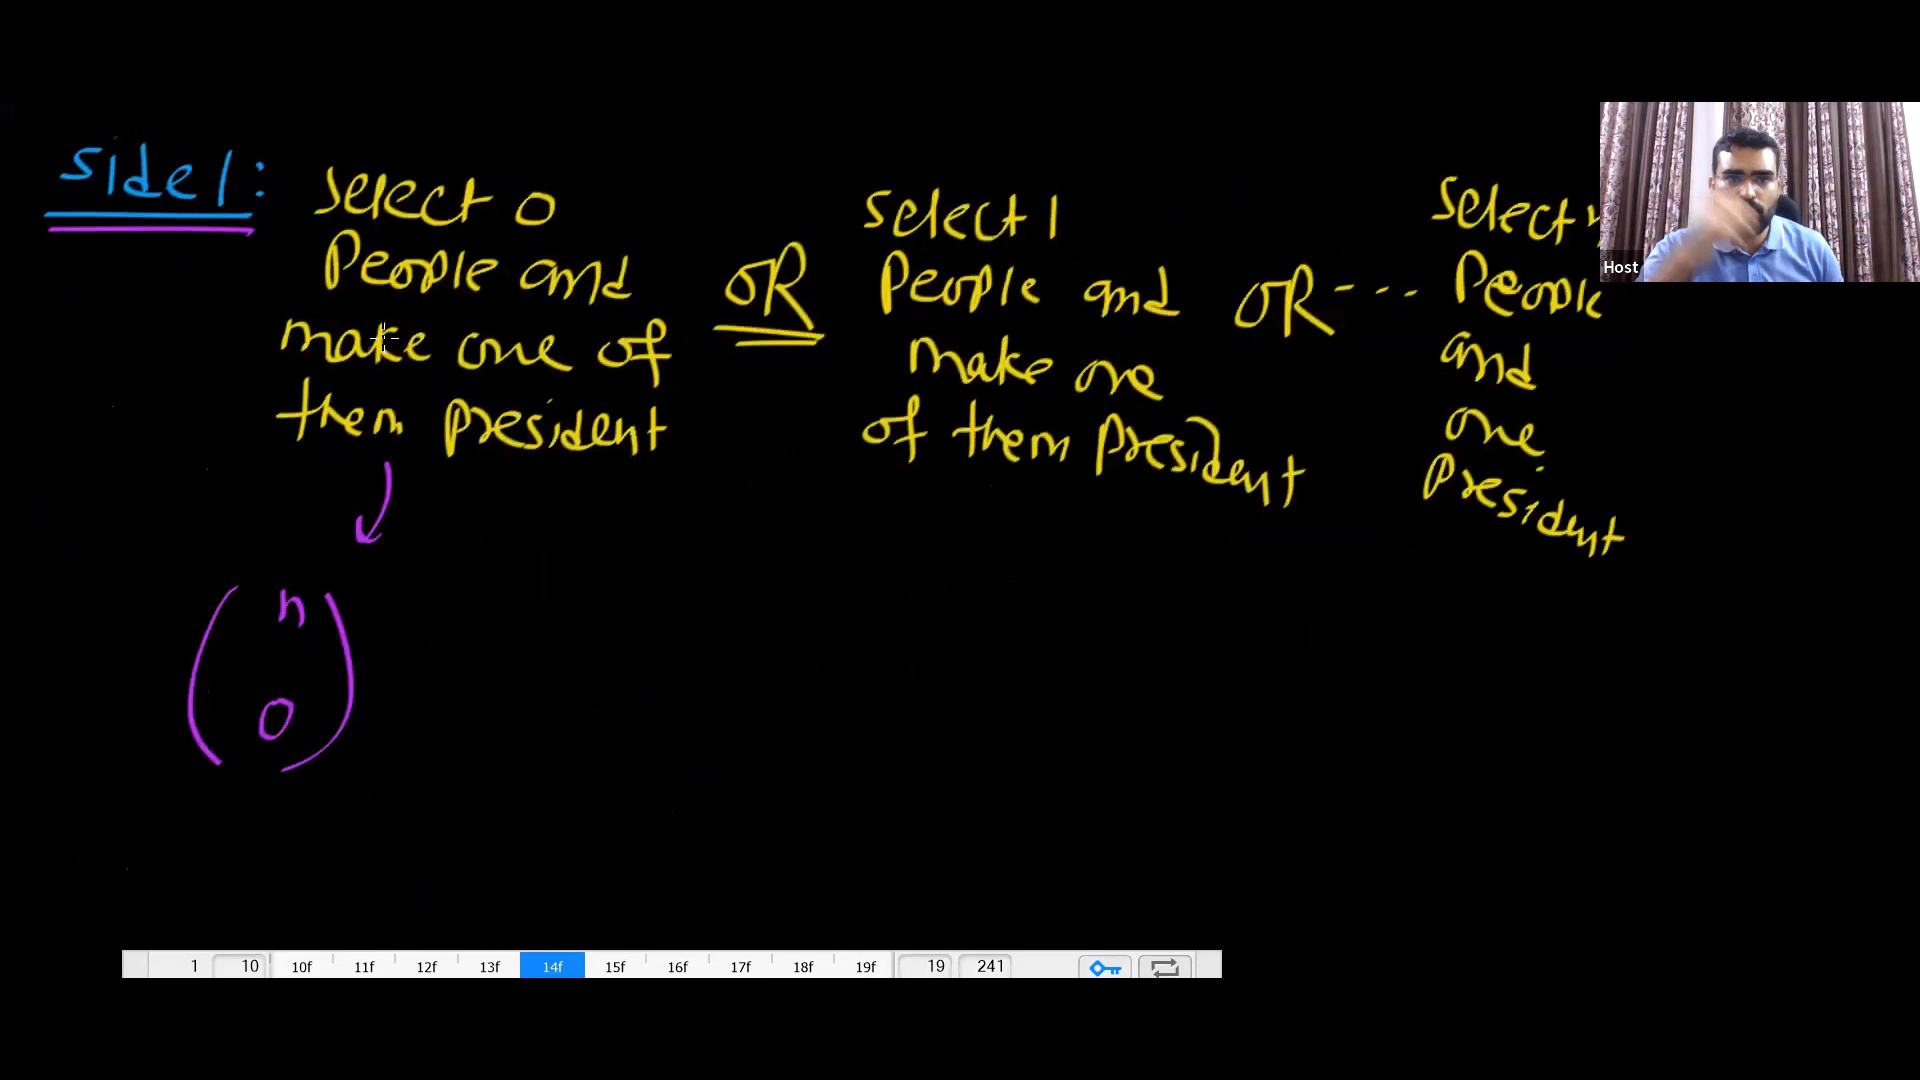 side 1:
select 0
People and
make one of
them president
OR
select 1
People and
make one
of them President
OR ---
select
People
and
one
President
( n
0 )
Host
1 10 10f 11f 12f 13f 14f 15f 16f 17f 18f 19f 19 241